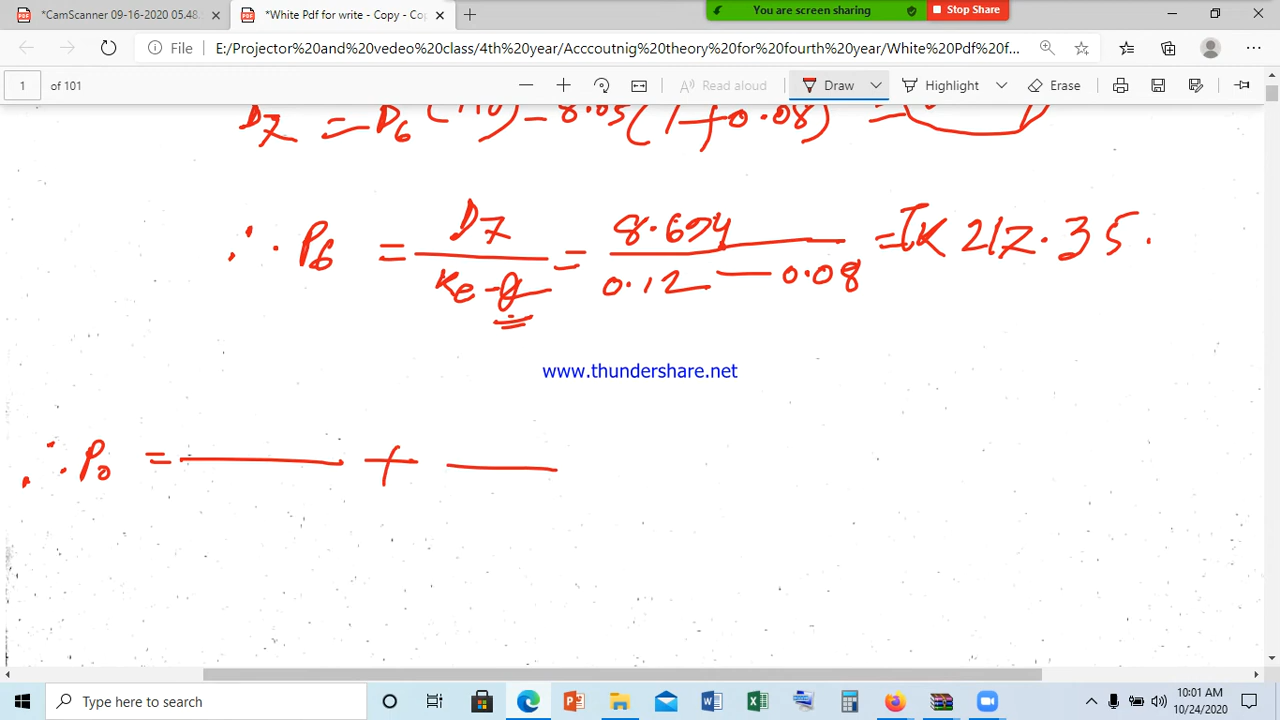 *CamScanner 09-16-2020 05.48
*White Pdf for write - Copy - Cop
You are screen sharing
Stop Share
File
E:/Projector%20and%20vedeo%20class/4th%20year/Acccoutnig%20theory%20for%20fourth%20year/White%20Pdf%20f...
1 of 101
Read aloud
Draw
Highlight
Erase
D7 = D6 8.05(1+0.08) =
∴ P6 = D7 / Ke-g = 8.694 / 0.12 — 0.08 = TK 217.35.
www.thundershare.net
∴ P0 = +
Type here to search
10:01 AM
10/24/2020